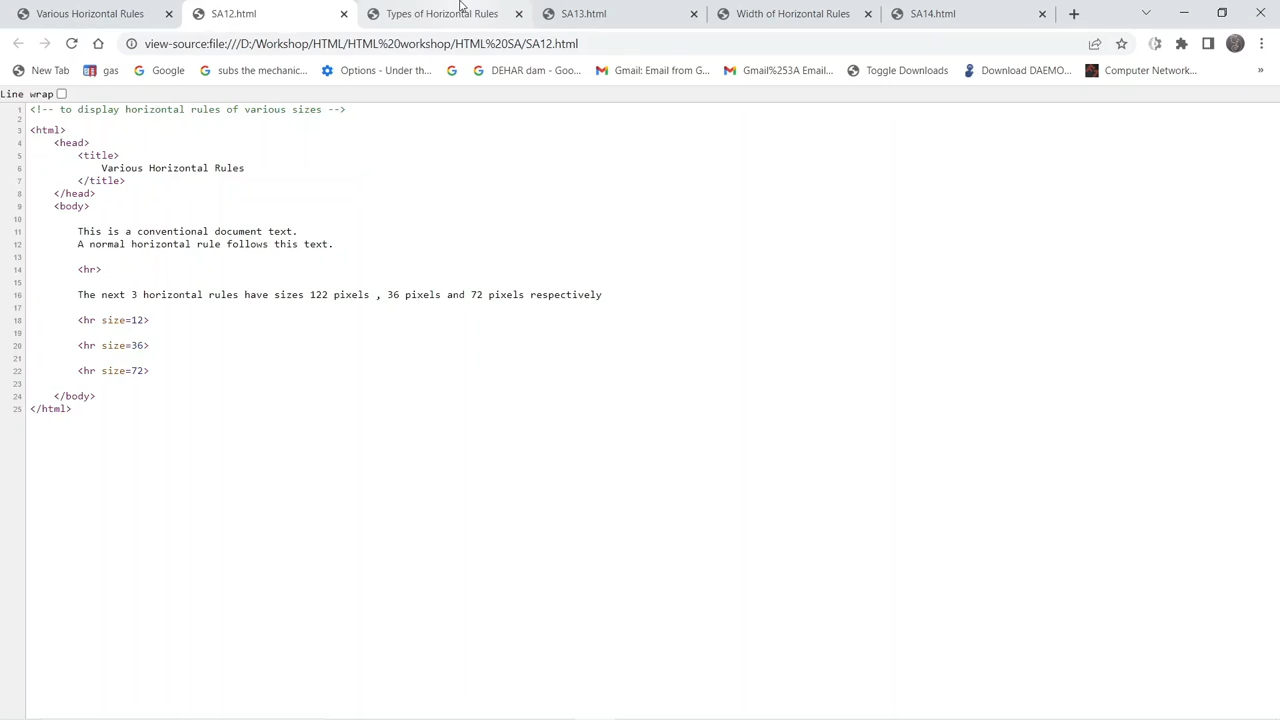 Various Horizontal Rules
SA12.html
Types of Horizontal Rules
SA13.html
Width of Horizontal Rules
SA14.html
view-source:file:///D:/Workshop/HTML/HTML%20workshop/HTML%20SA/SA12.html
New Tab
gas
Google
subs the mechanic...
Options - Under th...
DEHAR dam - Goo...
Gmail: Email from G...
Gmail%253A Email...
Toggle Downloads
Download DAEMO...
Computer Network...
»
Line wrap
1 <!-- to display horizontal rules of various sizes -->
2
3 <html>
4 <head>
5 <title>
6 Various Horizontal Rules
7 </title>
8 </head>
9 <body>
10
11 This is a conventional document text.
12 A normal horizontal rule follows this text.
13
14 <hr>
15
16 The next 3 horizontal rules have sizes 122 pixels , 36 pixels and 72 pixels respectively
17
18 <hr size=12>
19
20 <hr size=36>
21
22 <hr size=72>
23
24 </body>
25 </html>